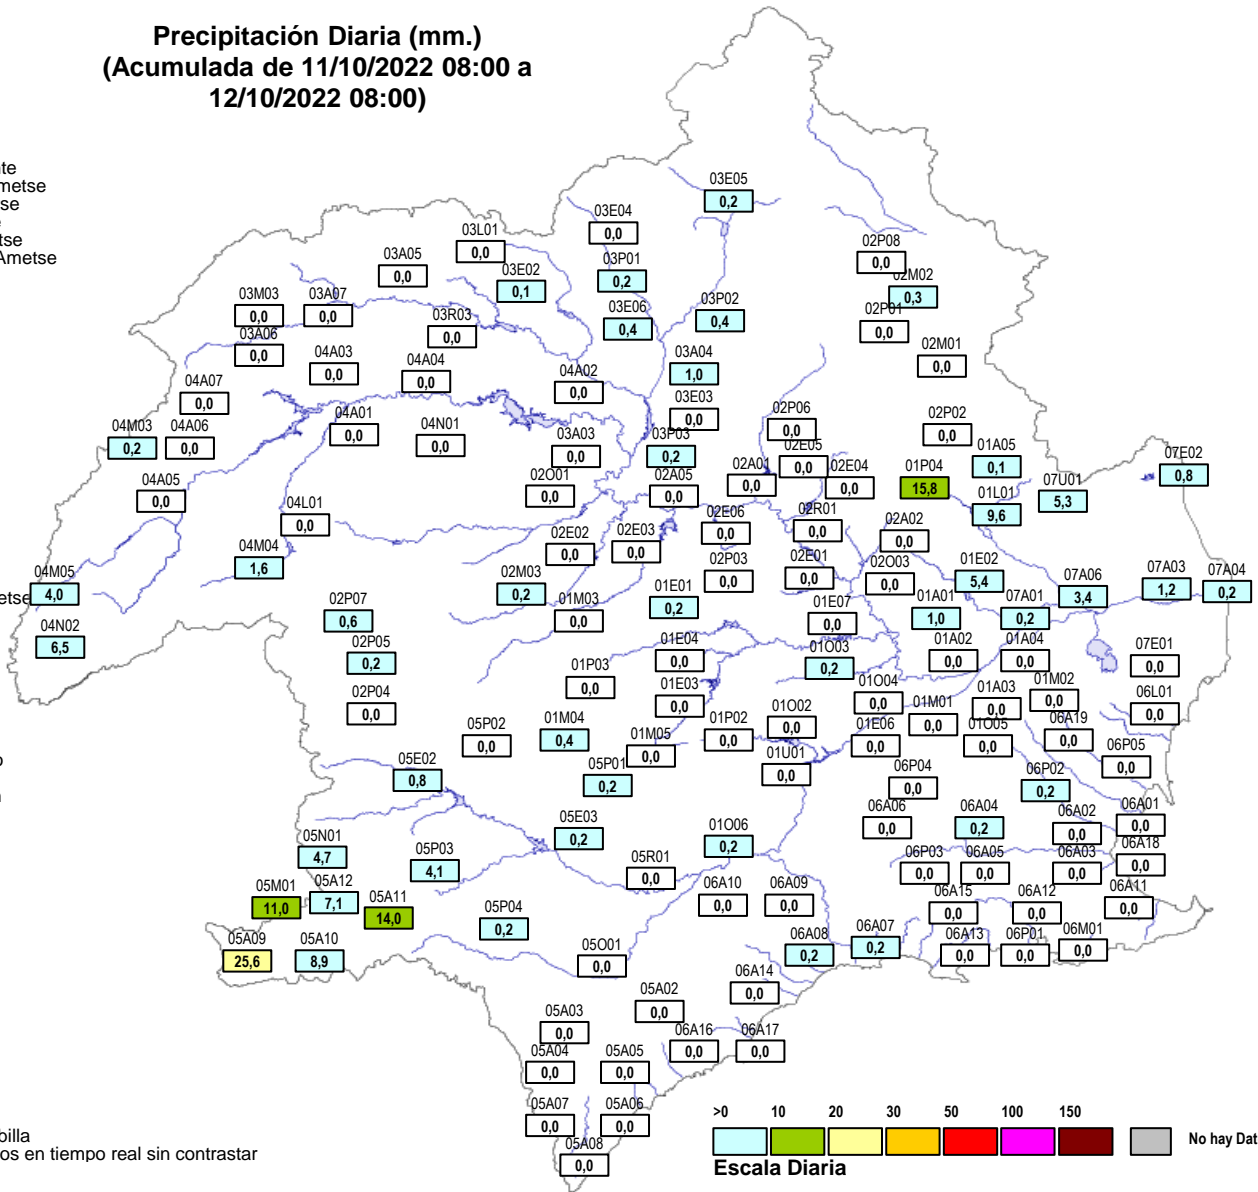 Precipitación Diaria (mm.)
(Acumulada de 11/10/2022 08:00 a
12/10/2022 08:00)
nte
metse
se
e
tse
Ametse
03E05
0,2
03E04
0,0
03L01
0,0
02P08
0,0
03A05
0,0
03P01
0,2
03E02
0,1
02M02
0,3
03M03
0,0
03A07
0,0
03E06
0,4
03P02
0,4
02P01
0,0
03R03
0,0
03A06
0,0
02M01
0,0
04A03
0,0
04A04
0,0
03A04
1,0
04A02
0,0
04A07
0,0
03E03
0,0
04A01
0,0
02P06
0,0
02P02
0,0
04M03
0,2
04A06
0,0
04N01
0,0
03A03
0,0
03P03
0,2
02E05
0,0
01A05
0,1
07E02
0,8
02A01
0,0
02E04
0,0
01P04
15,8
04A05
0,0
02O01
0,0
02A05
0,0
07U01
5,3
01L01
9,6
04L01
0,0
02E06
0,0
02R01
0,0
02E02
0,0
02E03
0,0
02A02
0,0
04M04
1,6
02P03
0,0
02E01
0,0
02O03
0,0
01E02
5,4
07A03
1,2
07A04
0,2
04M05
4,0
etse
02M03
0,2
07A06
3,4
01E01
0,2
02P07
0,6
01M03
0,0
01E07
0,0
01A01
1,0
07A01
0,2
04N02
6,5
02P05
0,2
01E04
0,0
01O03
0,2
01A02
0,0
01A04
0,0
07E01
0,0
01P03
0,0
01E03
0,0
02P04
0,0
01O04
0,0
01A03
0,0
01M02
0,0
06L01
0,0
01M01
0,0
05P02
0,0
01M04
0,4
01P02
0,0
01O02
0,0
01E06
0,0
01O05
0,0
06A19
0,0
01M05
0,0
o
05E02
0,8
05P01
0,2
01U01
0,0
06P05
0,0
06P04
0,0
06P02
0,2
05E03
0,2
06A06
0,0
06A04
0,2
06A02
0,0
06A01
0,0
05N01
4,7
01O06
0,2
05P03
4,1
05R01
0,0
06P03
0,0
06A05
0,0
06A03
0,0
06A18
0,0
05M01
11,0
05A12
7,1
05A11
14,0
06A10
0,0
06A09
0,0
06A15
0,0
06A12
0,0
06A11
0,0
05P04
0,2
05A09
25,6
05A10
8,9
05O01
0,0
06A08
0,2
06A07
0,2
06A13
0,0
06P01
0,0
06M01
0,0
06A14
0,0
05A02
0,0
05A03
0,0
06A16
0,0
06A17
0,0
05A04
0,0
05A05
0,0
05A07
0,0
05A06
0,0
05A08
0,0
billa
os en tiempo real sin contrastar
>0 10 20 30 50 100 150
No hay Dat
Escala Diaria